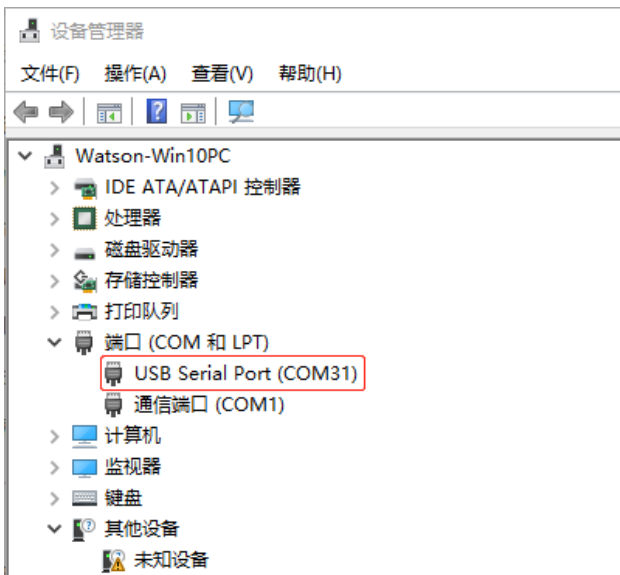 设备管理器
文件(F) 操作(A) 查看(V) 帮助(H)
Watson-Win10PC
IDE ATA/ATAPI 控制器
处理器
磁盘驱动器
存储控制器
打印队列
端口 (COM 和 LPT)
USB Serial Port (COM31)
通信端口 (COM1)
计算机
监视器
键盘
其他设备
未知设备